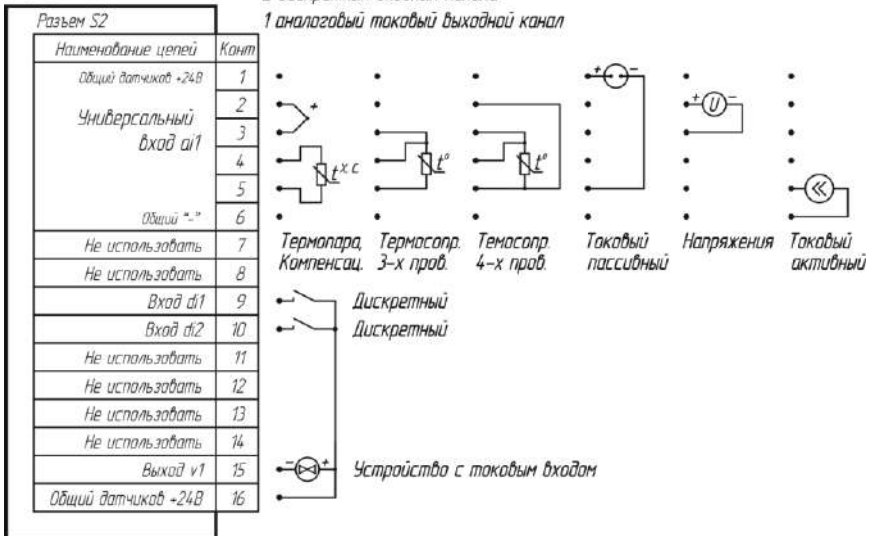 1 аналоговый токовый выходной канал
Разъем S2
Наименование цепей Конт
Общий датчиков +24В 1
Универсальный 2
вход ai1 3
4
5
Общий "-" 6
Не использовать 7
Не использовать 8
Вход di1 9
Вход di2 10
Не использовать 11
Не использовать 12
Не использовать 13
Не использовать 14
Выход v1 15
Общий датчиков +24В 16
+ - + U -
+
t х.с t° t°
Термопара, Термосопр. Темосопр. Токовый Напряжения Токовый
Компенсац. 3-х пров. 4-х пров. пассивный активный
Дискретный
Дискретный
- + Устройство с токовым входом